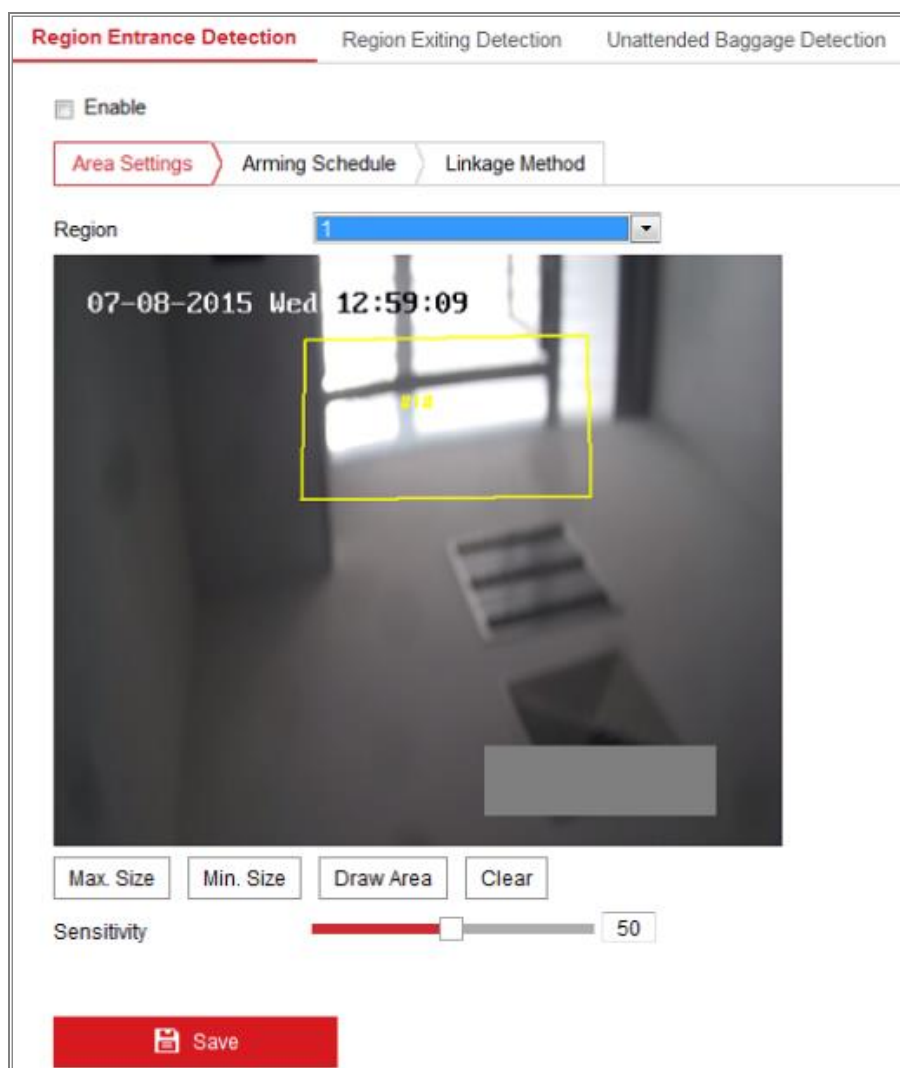 Region Entrance Detection Region Exiting Detection Unattended Baggage Detection
Enable
Area Settings Arming Schedule Linkage Method
Region 1
07-08-2015 Wed 12:59:09
#1#
Max. Size Min. Size Draw Area Clear
Sensitivity 50
Save